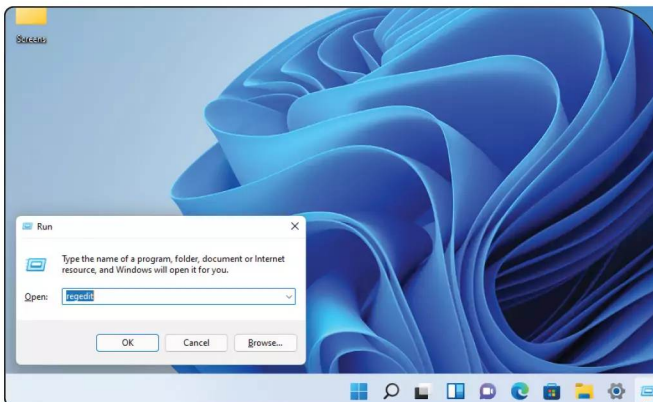 Screens
Run
Type the name of a program, folder, document or Internet
resource, and Windows will open it for you.
Open:
regedit
OK
Cancel
Browse...